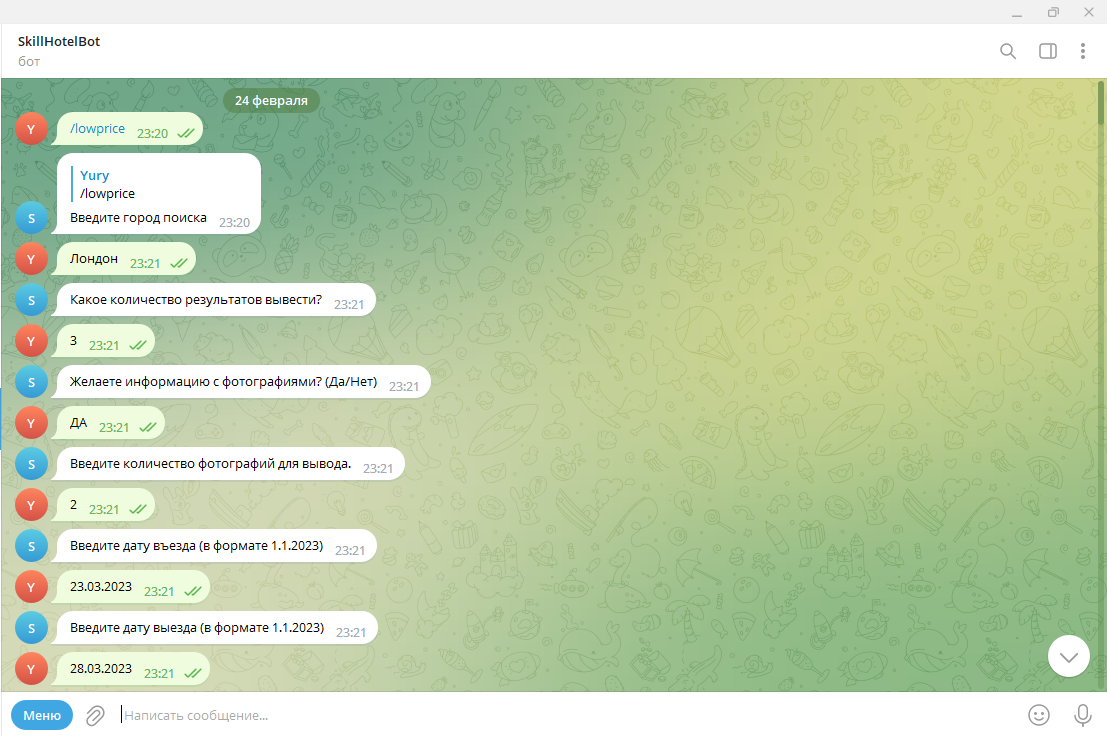 SkillHotelBot
бот
24 февраля
Y
/lowprice 23:20
Yury
/lowprice
S
Введите город поиска 23:20
Y
Лондон 23:21
S
Какое количество результатов вывести? 23:21
Y
3 23:21
S
Желаете информацию с фотографиями? (Да/Нет) 23:21
Y
ДА 23:21
S
Введите количество фотографий для вывода. 23:21
Y
2 23:21
S
Введите дату въезда (в формате 1.1.2023) 23:21
Y
23.03.2023 23:21
S
Введите дату выезда (в формате 1.1.2023) 23:21
Y
28.03.2023 23:21
Меню
Написать сообщение...